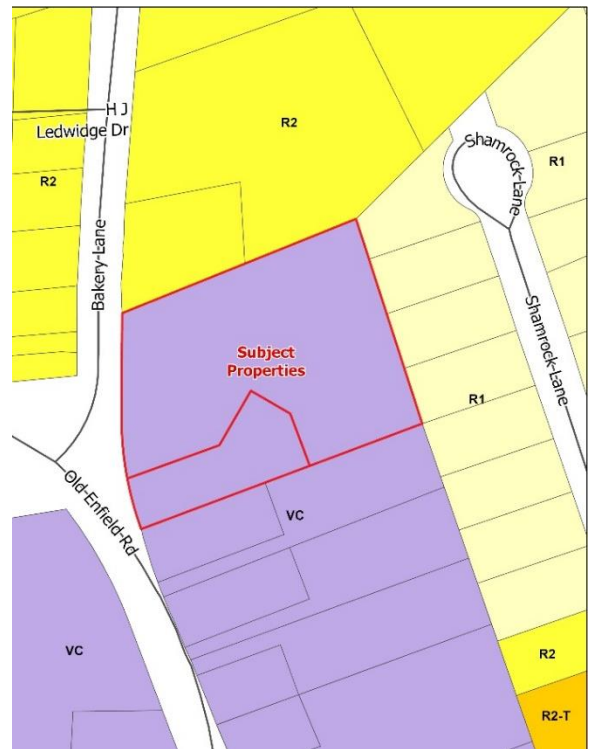 H J
Ledwidge Dr
R2
R2
Bakery-Lane
Shamrock-Lane
R1
Shamrock-Lane
Subject
Properties
R1
Old-Enfield-Rd
VC
VC
R2
R2-T